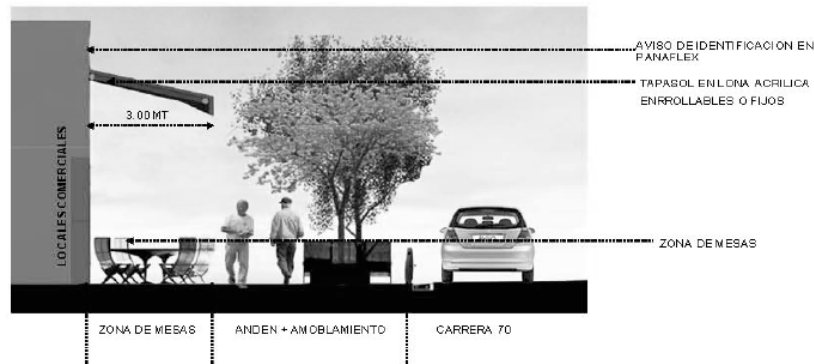 AVISO DE IDENTIFICACION EN
PANAFLEX
TAPASOL EN LONA ACRILICA
ENRROLLABLES O FIJOS
3.00 MT
LOCALES COMERCIALES
ZONA DE MESAS
ZONA DE MESAS
ANDEN + AMOBLAMIENTO
CARRERA 70